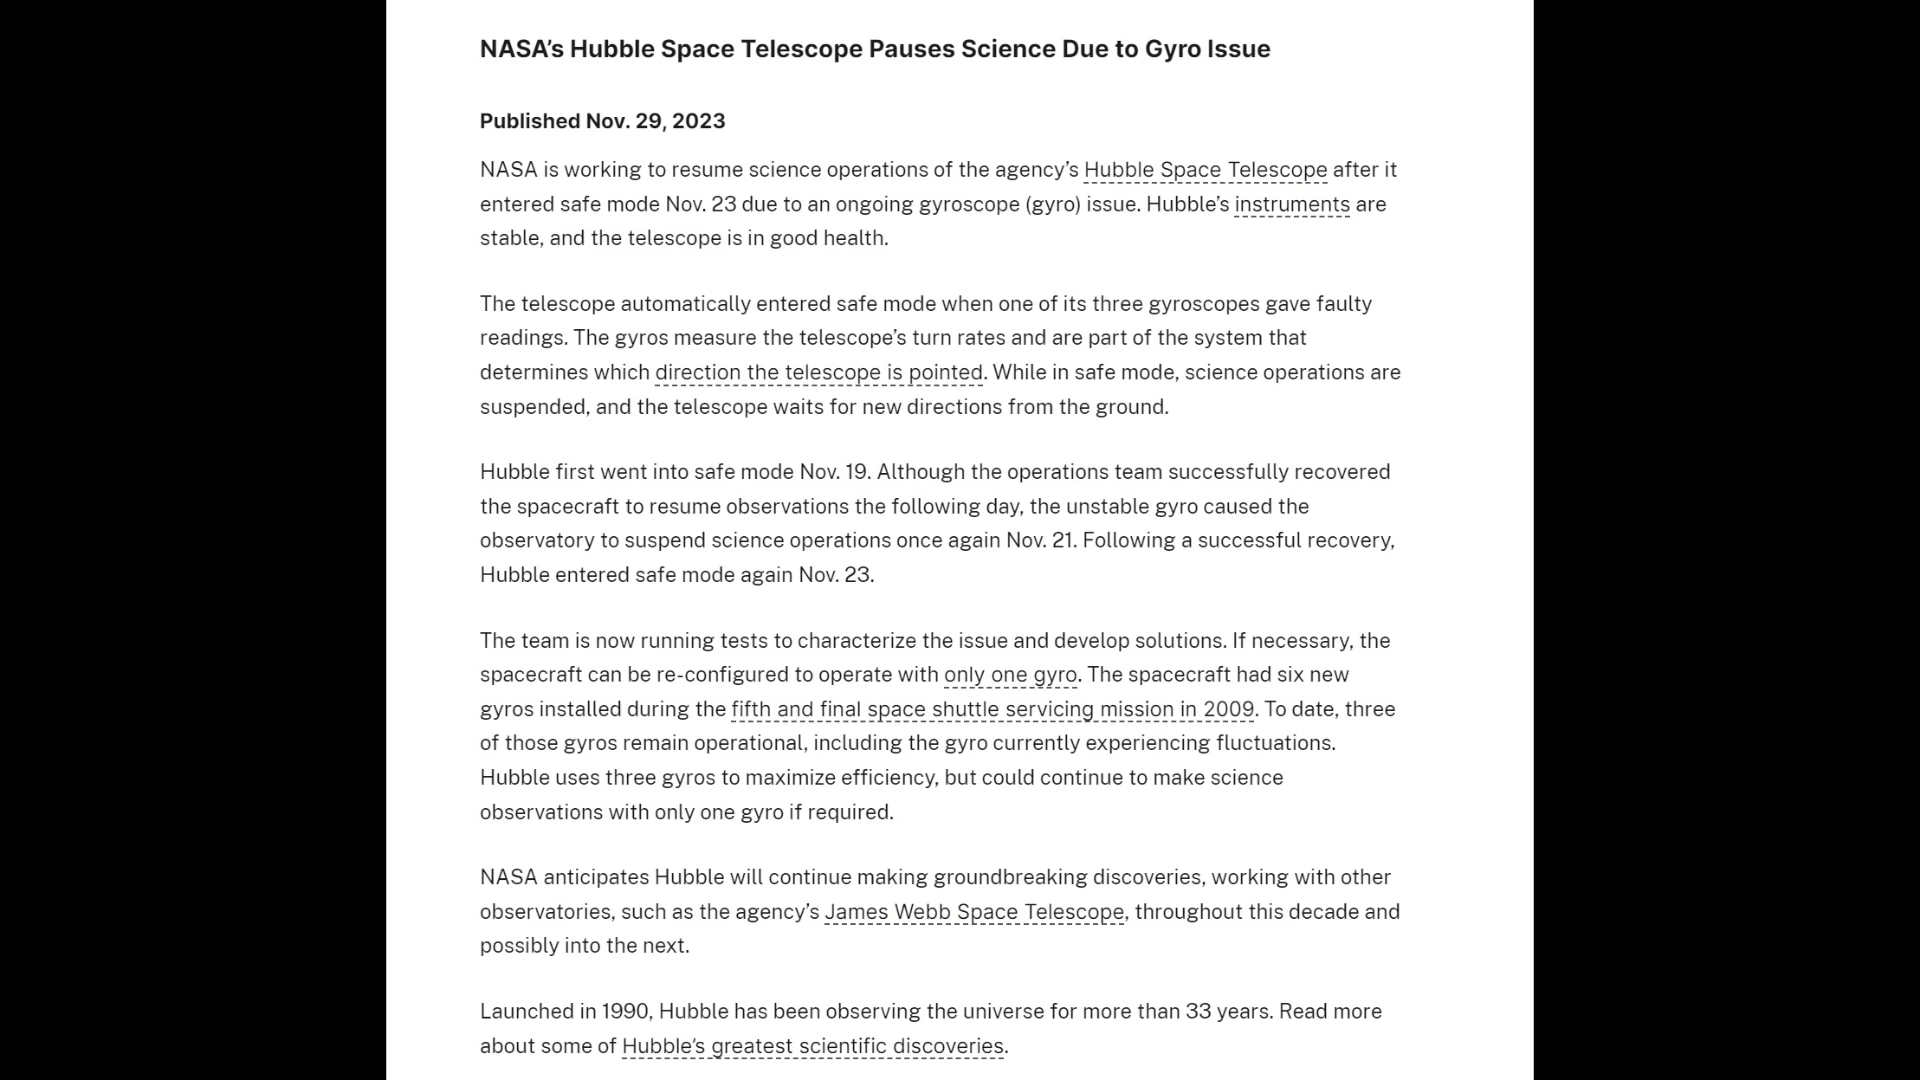 NASA’s Hubble Space Telescope Pauses Science Due to Gyro Issue
Published Nov. 29, 2023
NASA is working to resume science operations of the agency’s Hubble Space Telescope after it
entered safe mode Nov. 23 due to an ongoing gyroscope (gyro) issue. Hubble’s instruments are
stable, and the telescope is in good health.
The telescope automatically entered safe mode when one of its three gyroscopes gave faulty
readings. The gyros measure the telescope’s turn rates and are part of the system that
determines which direction the telescope is pointed. While in safe mode, science operations are
suspended, and the telescope waits for new directions from the ground.
Hubble first went into safe mode Nov. 19. Although the operations team successfully recovered
the spacecraft to resume observations the following day, the unstable gyro caused the
observatory to suspend science operations once again Nov. 21. Following a successful recovery,
Hubble entered safe mode again Nov. 23.
The team is now running tests to characterize the issue and develop solutions. If necessary, the
spacecraft can be re-configured to operate with only one gyro. The spacecraft had six new
gyros installed during the fifth and final space shuttle servicing mission in 2009. To date, three
of those gyros remain operational, including the gyro currently experiencing fluctuations.
Hubble uses three gyros to maximize efficiency, but could continue to make science
observations with only one gyro if required.
NASA anticipates Hubble will continue making groundbreaking discoveries, working with other
observatories, such as the agency’s James Webb Space Telescope, throughout this decade and
possibly into the next.
Launched in 1990, Hubble has been observing the universe for more than 33 years. Read more
about some of Hubble’s greatest scientific discoveries.